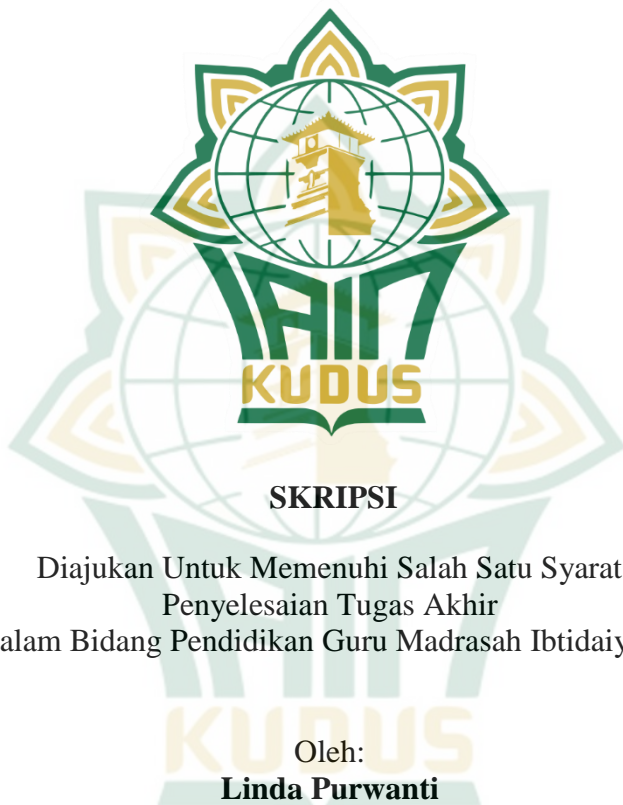 IAIN
KUDUS
SKRIPSI
Diajukan Untuk Memenuhi Salah Satu Syarat
Penyelesaian Tugas Akhir
alam Bidang Pendidikan Guru Madrasah Ibtidaiy
KUDUS
Oleh:
Linda Purwanti